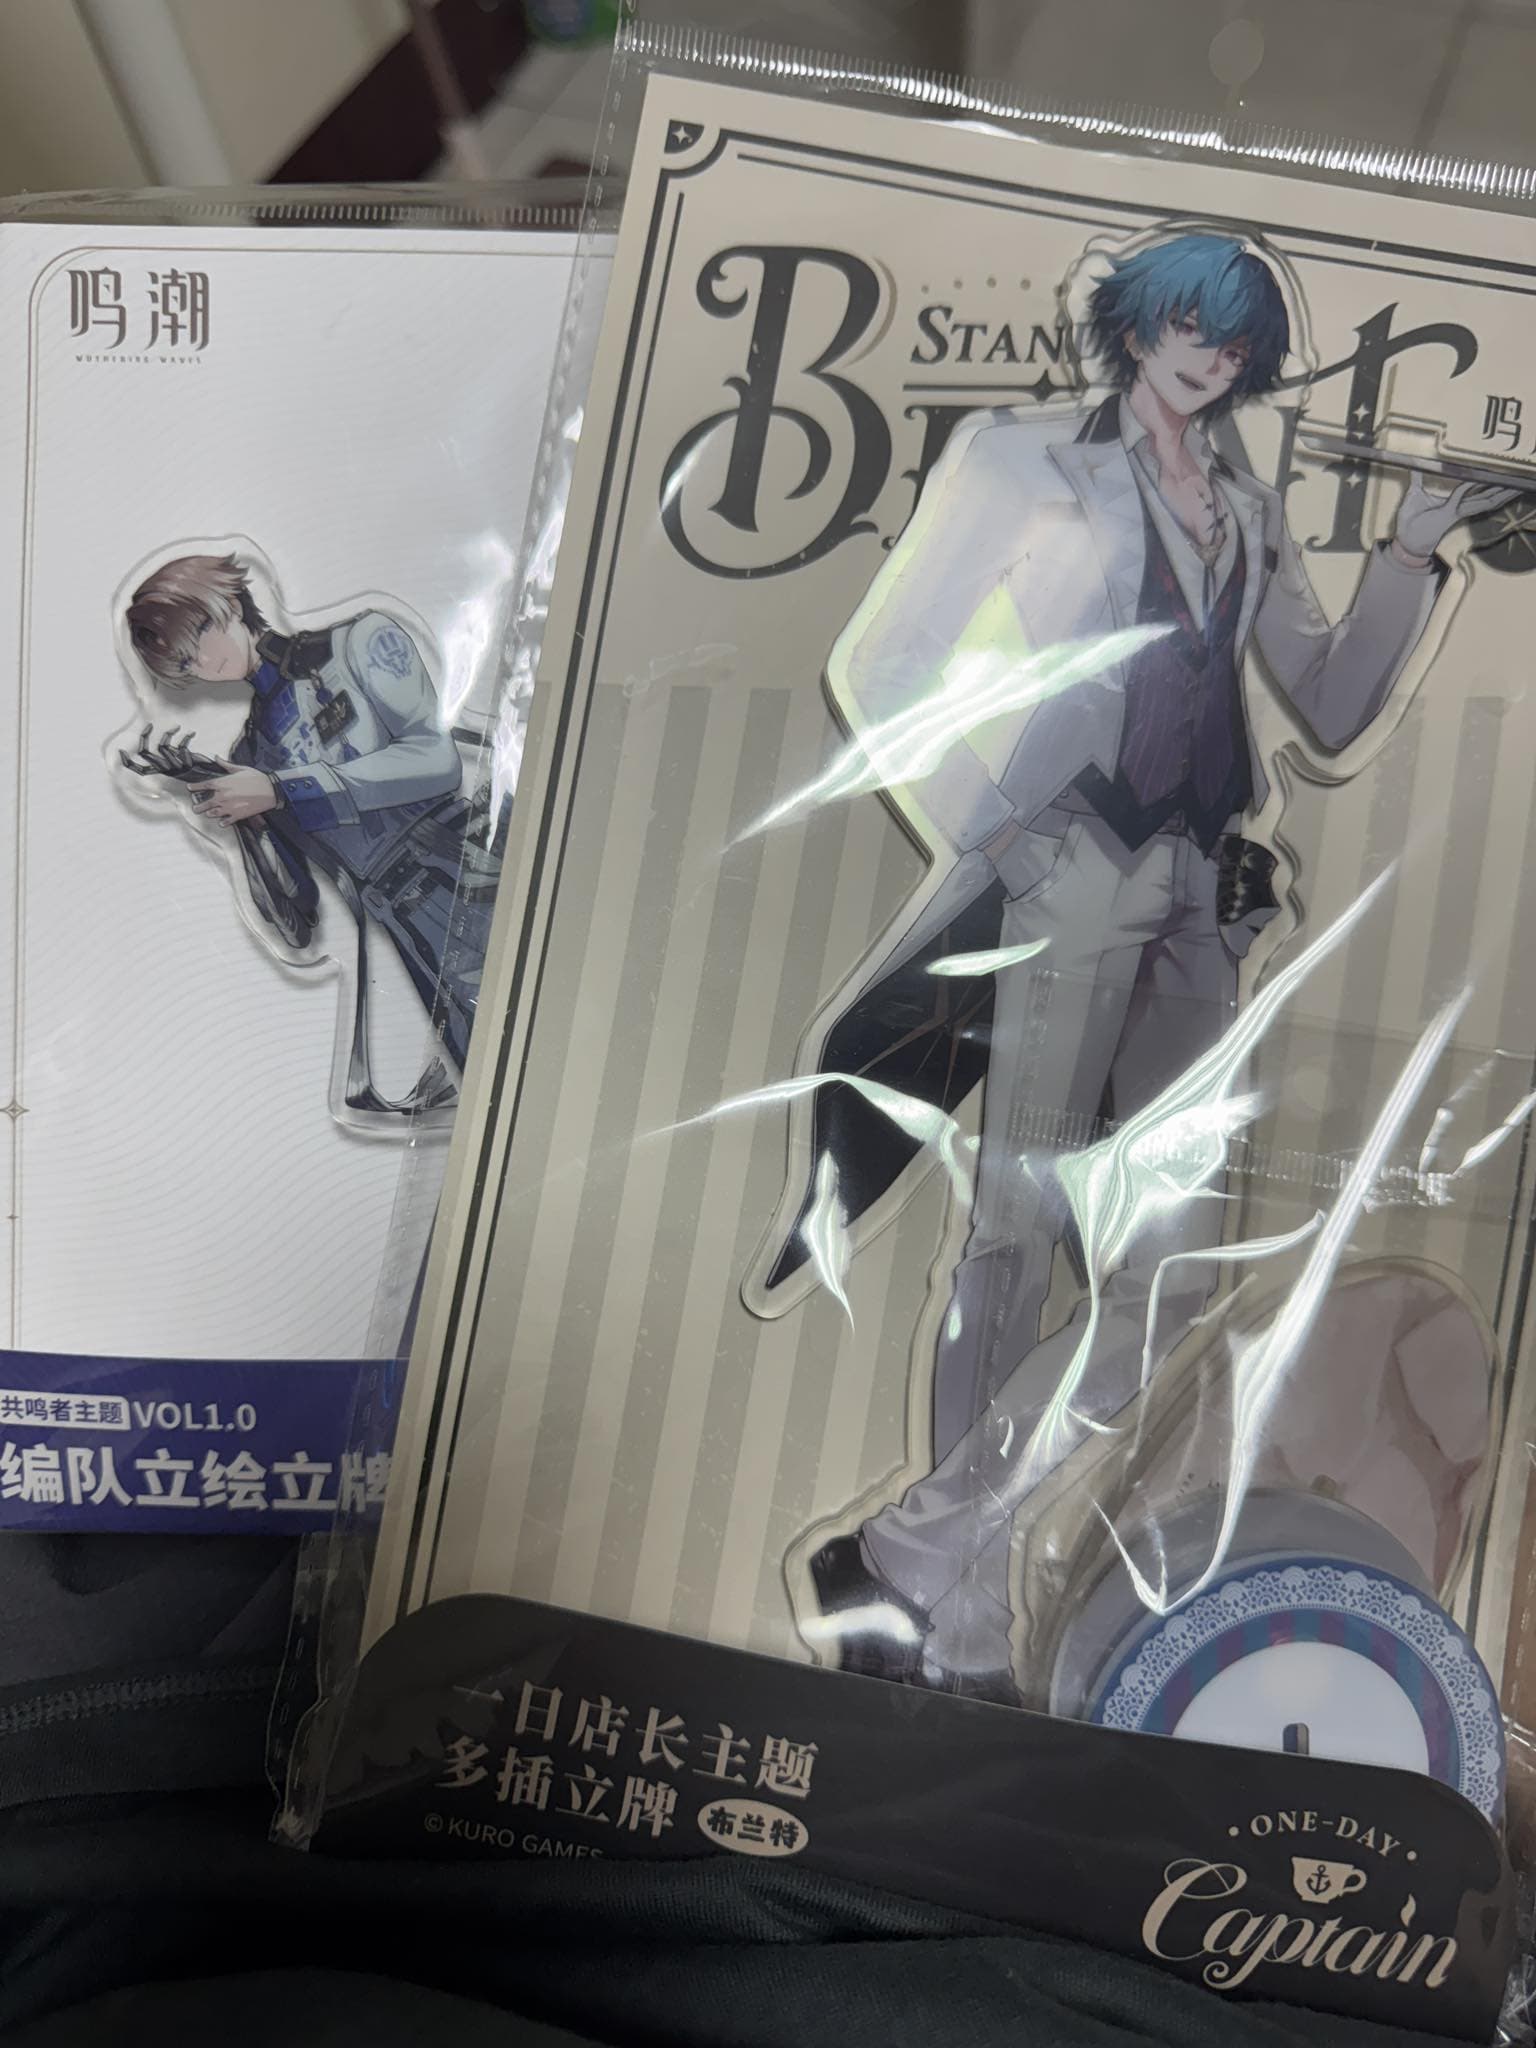 鸣潮
WUTHERING WAVES
共鸣者主题 VOL1.0
编队立绘立牌
鸣
一日店长主题
多插立牌 布兰特
© KURO GAMES
ONE-DAY
Captain